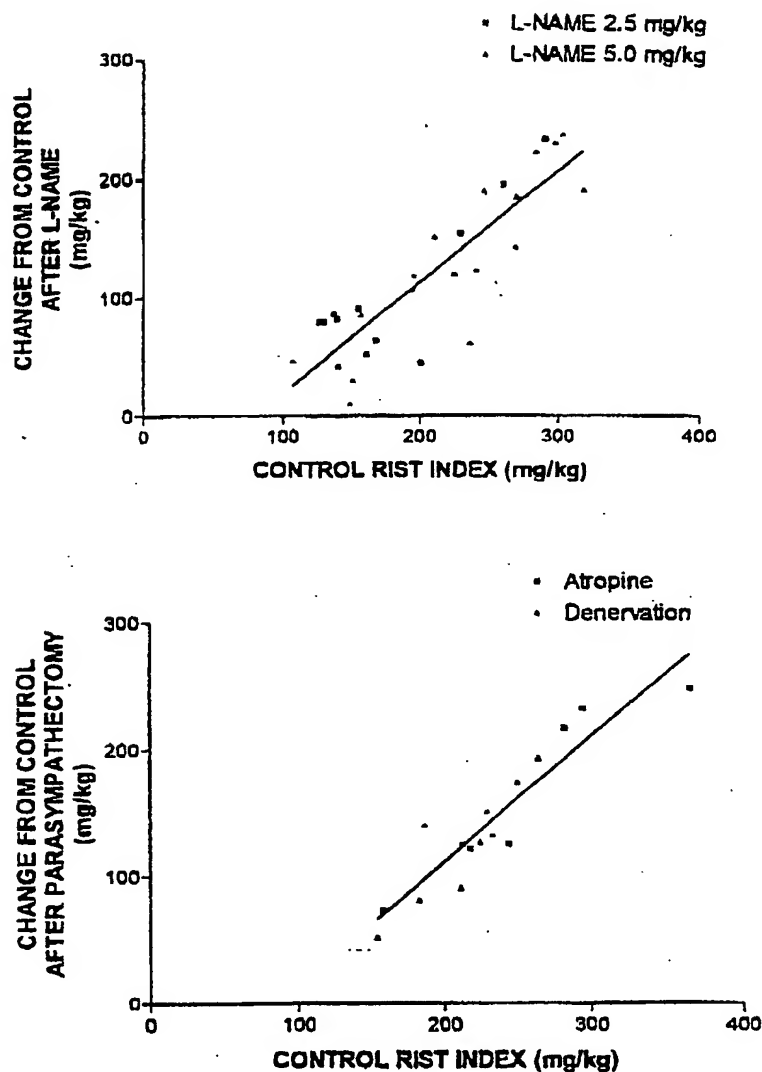 L-NAME 2.5 mg/kg
L-NAME 5.0 mg/kg
300
200
100
0
CHANGE FROM CONTROL
AFTER L-NAME
(mg/kg)
0 100 200 300 400
CONTROL RIST INDEX (mg/kg)
Atropine
Denervation
300
200
100
0
CHANGE FROM CONTROL
AFTER PARASYMPATHECTOMY
(mg/kg)
0 100 200 300 400
CONTROL RIST INDEX (mg/kg)